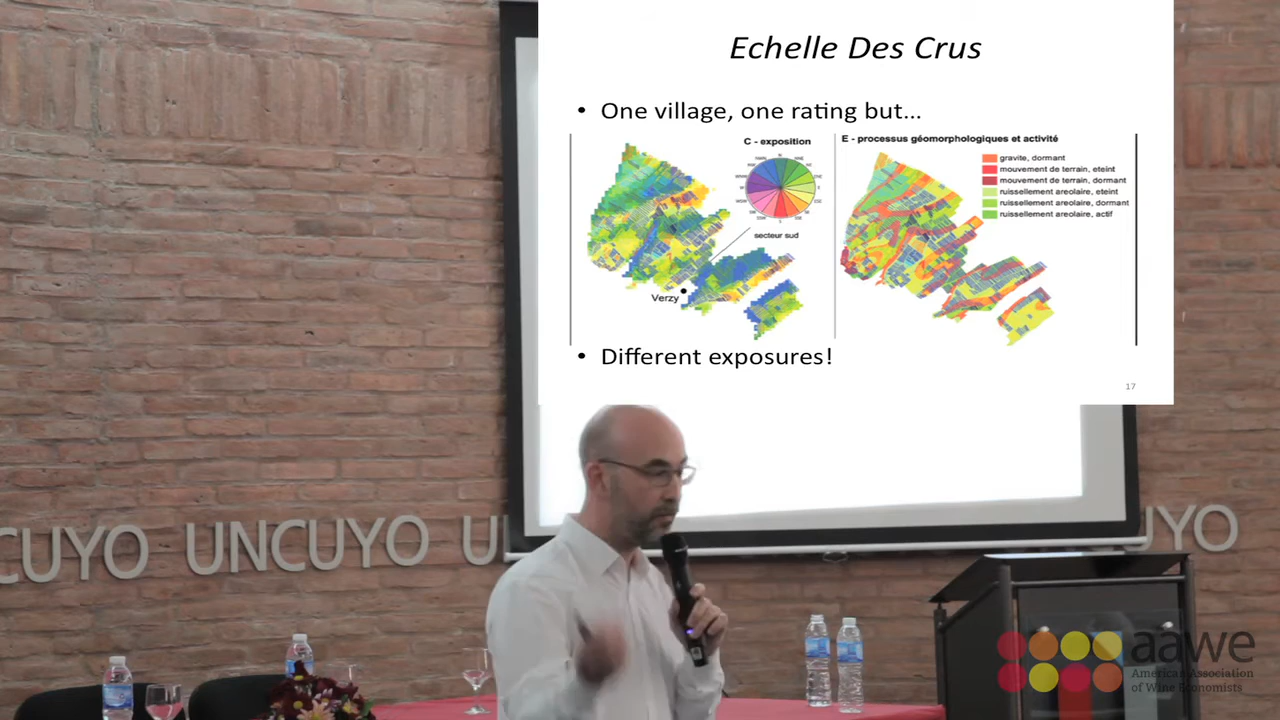 Echelle Des Crus
• One village, one rating but...
C - exposition
E - processus géomorphologiques et activité
gravite, dormant
mouvement de terrain, eteint
mouvement de terrain, dormant
ruissellement areolaire, eteint
ruissellement areolaire, dormant
ruissellement areolaire, actif
secteur sud
Verzy
• Different exposures!
17
CUYO UNCUYO U
UYO
aawe
American Association
of Wine Economists